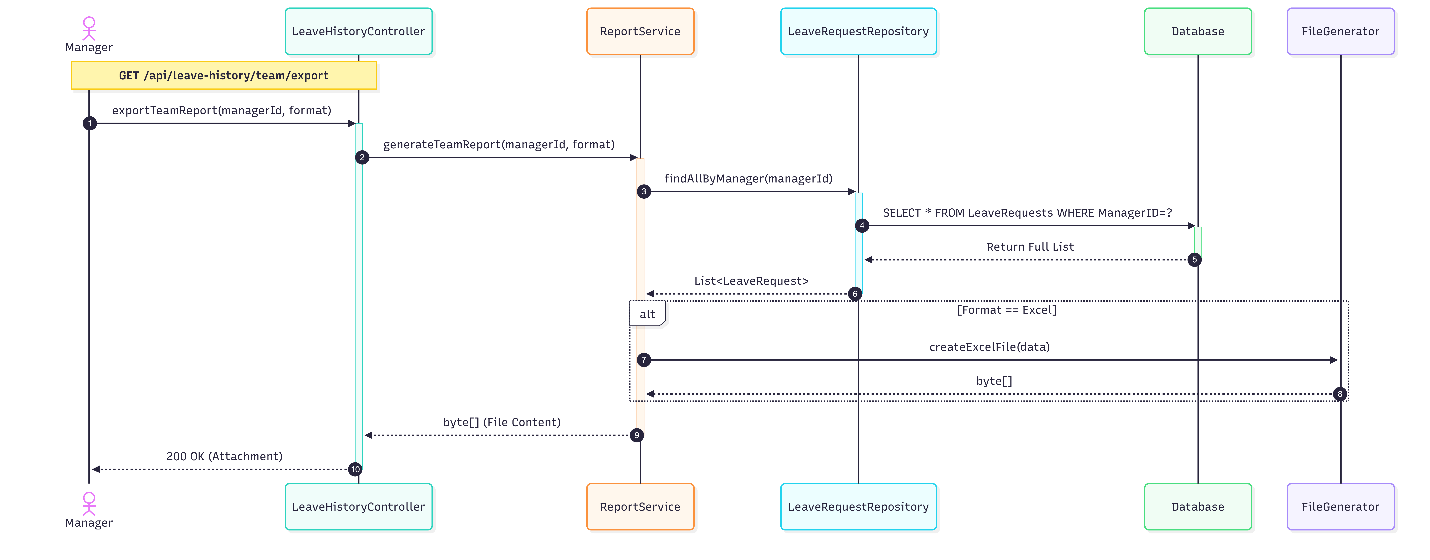 Manager
LeaveHistoryController
ReportService
LeaveRequestRepository
Database
FileGenerator
GET /api/leave-history/team/export
exportTeamReport(managerId, format)
1
generateTeamReport(managerId, format)
2
findAllByManager(managerId)
3
SELECT * FROM LeaveRequests WHERE ManagerID=?
4
Return Full List
5
List<LeaveRequest>
6
alt
[Format == Excel]
createExcelFile(data)
7
byte[]
8
byte[] (File Content)
9
200 OK (Attachment)
10
Manager
LeaveHistoryController
ReportService
LeaveRequestRepository
Database
FileGenerator